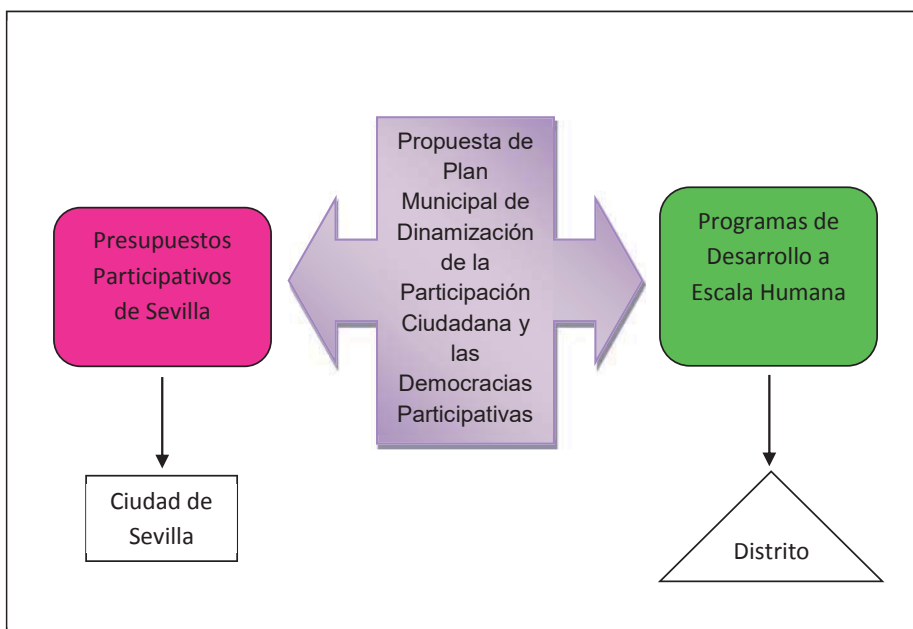 Propuesta de
Plan
Municipal de
Dinamización
de la
Participación
Ciudadana y
las
Democracias
Participativas
Presupuestos
Participativos
de Sevilla
Programas de
Desarrollo a
Escala Humana
Ciudad de
Sevilla
Distrito